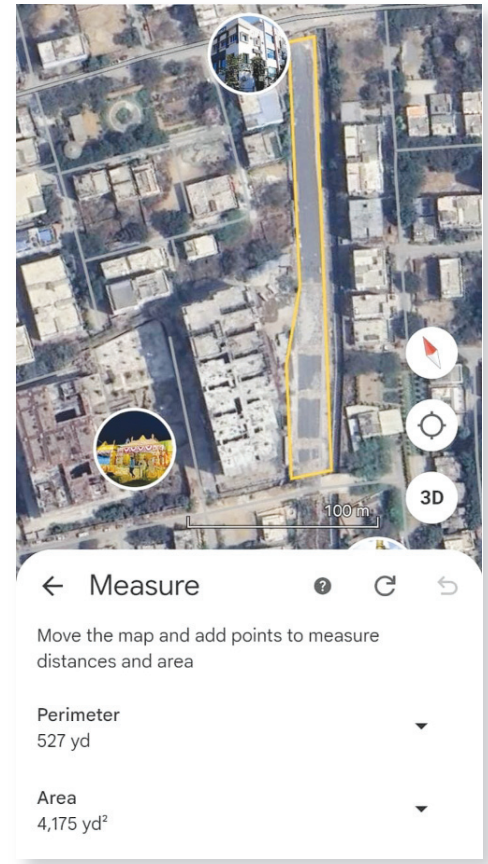 3D
100 m
Measure
Move the map and add points to measure
distances and area
Perimeter
527 yd
Area
4,175 yd²